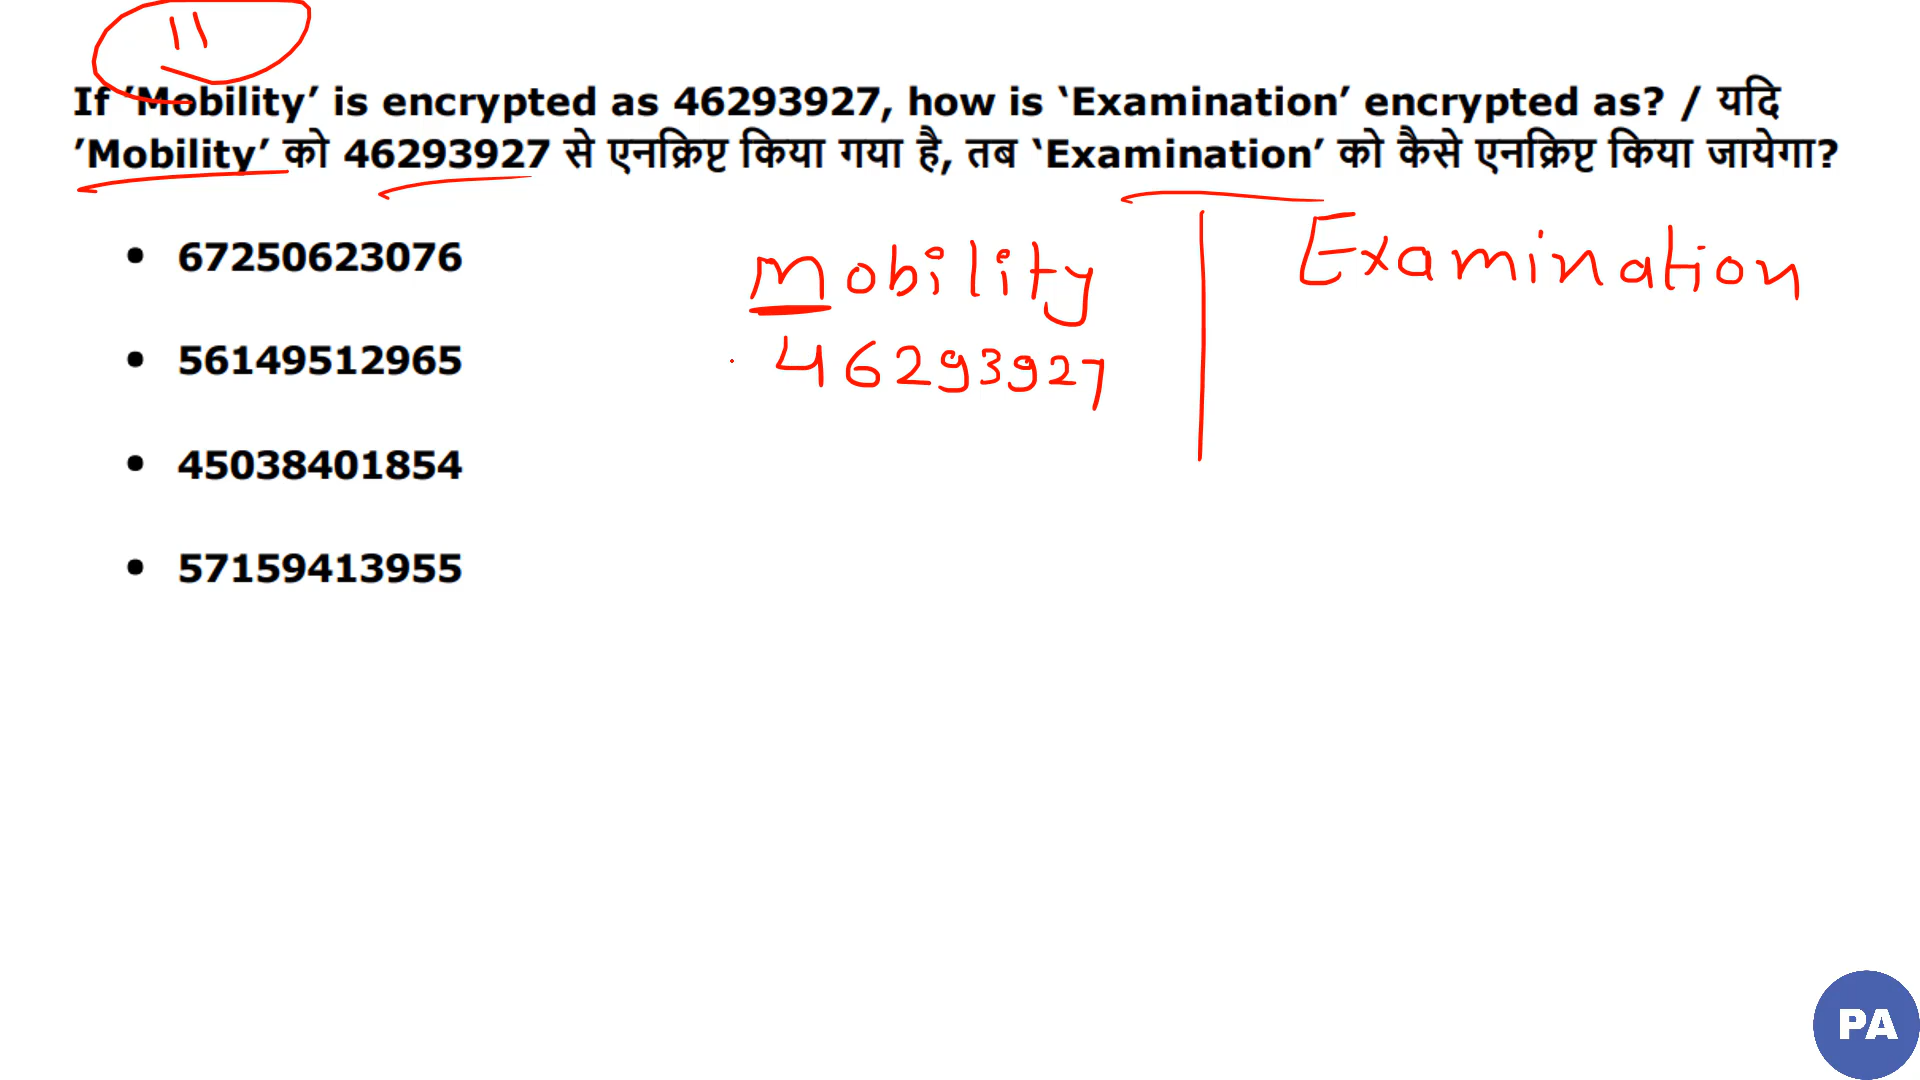 11
If ’Mobility’ is encrypted as 46293927, how is ‘Examination’ encrypted as? / यदि
’Mobility’ को 46293927 से एनक्रिप्ट किया गया है, तब ‘Examination’ को कैसे एनक्रिप्ट किया जायेगा?
• 67250623076
• 56149512965
• 45038401854
• 57159413955
Mobility
46293927
Examination
PA